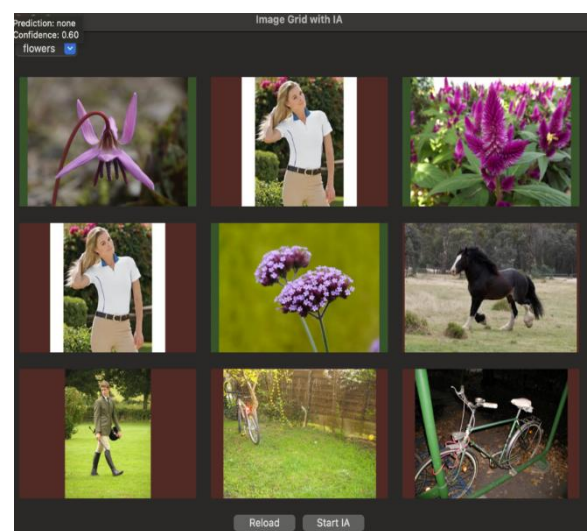 Image Grid with IA
Prediction: none
Confidence: 0.60
flowers
Reload
Start IA